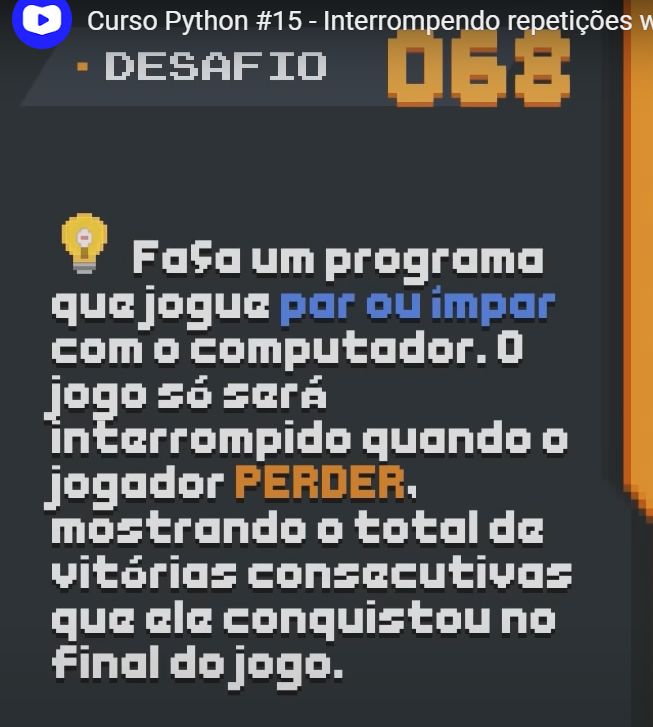 Curso Python #15 - Interrompendo repetições w
DESAFIO 068
Faça um programa
que jogue par ou ímpar
com o computador. O
jogo só será
interrompido quando o
jogador PERDER,
mostrando o total de
vitórias consecutivas
que ele conquistou no
final do jogo.